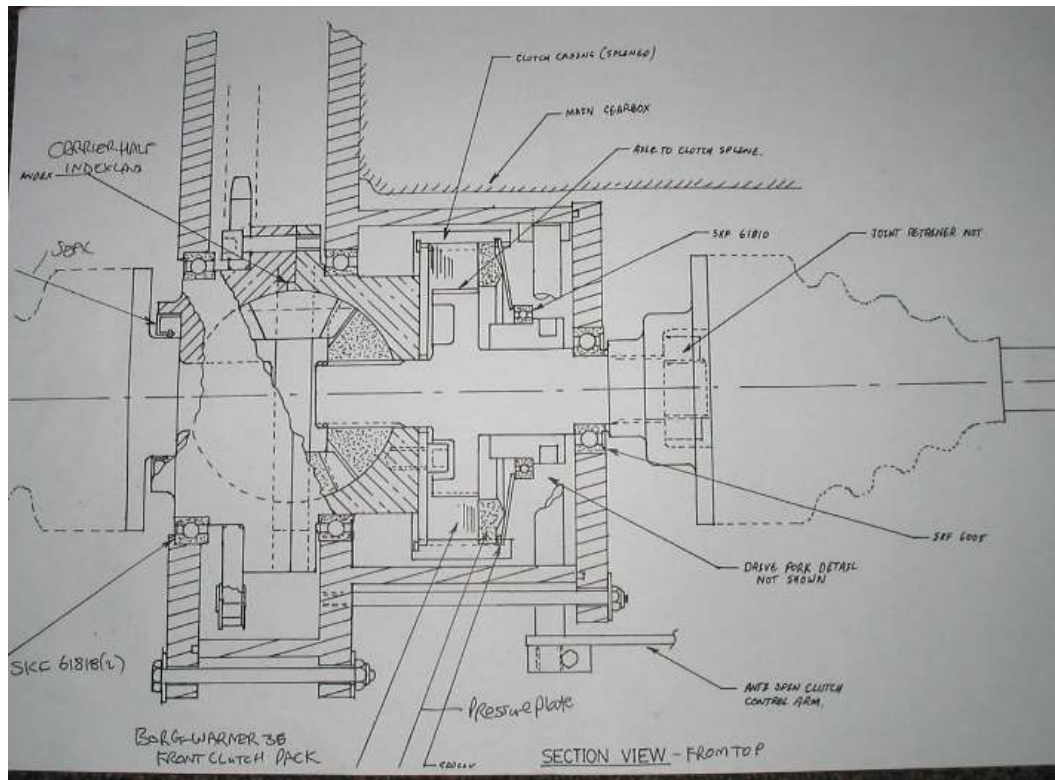 CLUTCH CASING (SPLINED)
MAIN GEARBOX
CARRIER HALF
INDEXLAND
AXLE TO CLUTCH SPLINE.
SEAL
SKF 61810
JOINT RETAINER NUT
SKF 6005
DRIVE FORK DETAIL
NOT SHOWN
SKF 61818(2)
ANTI SPIN CLUTCH
CONTROL ARM.
Pressure plate
BORG-WARNER 35
FRONT CLUTCH PACK
SECTION VIEW - FROM TOP